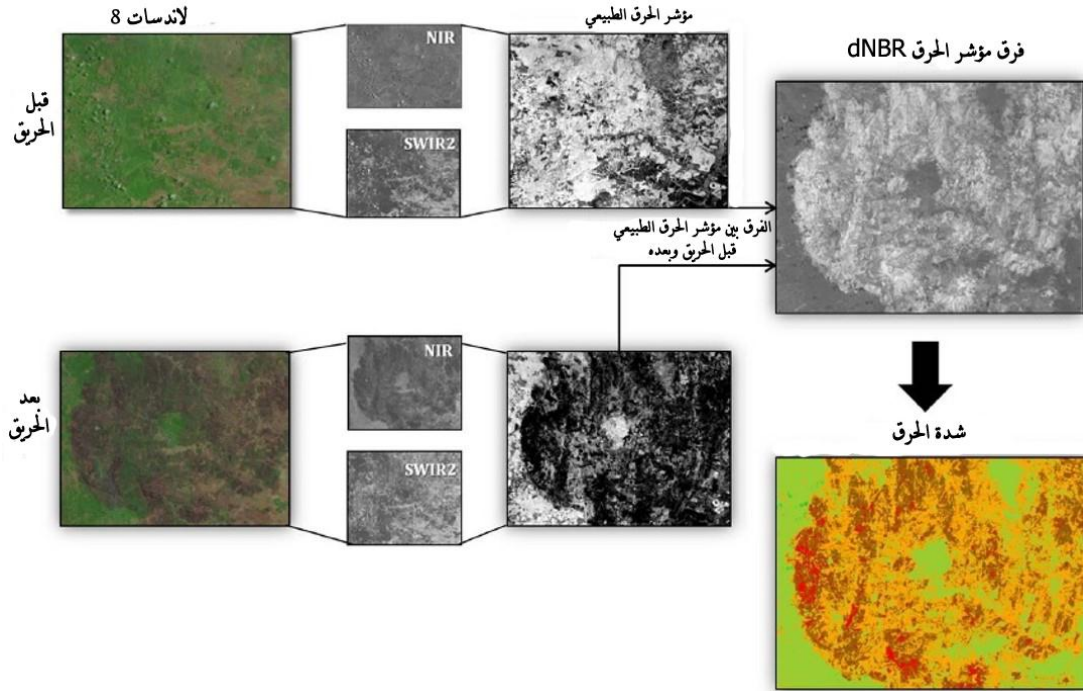 لاندسات 8
مؤشر الحرق الطبيعي
فرق مؤشر الحرق dNBR
قبل
الحريق
NIR
SWIR2
الفرق بين مؤشر الحرق الطبيعي
قبل الحريق وبعده
بعد
الحريق
NIR
SWIR2
شدة الحرق